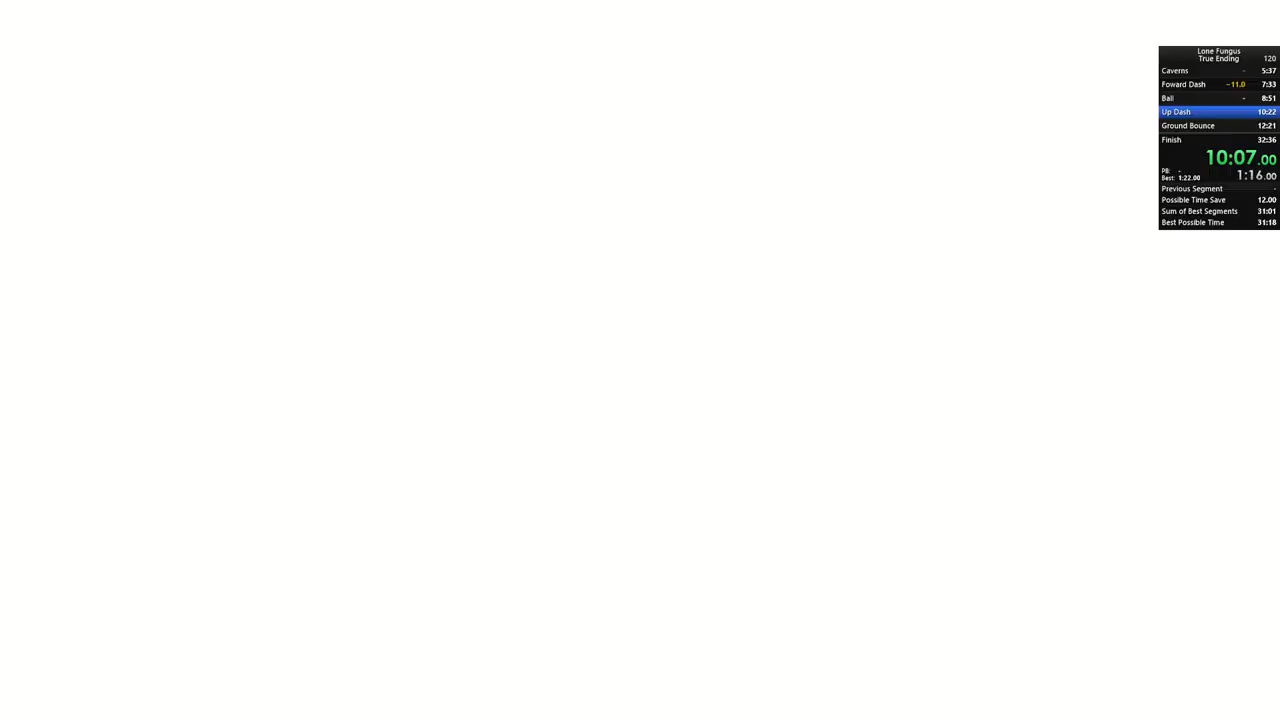 Lone Fungus
True Ending 120
Caverns - 5:37
Foward Dash −11.0 7:33
Ball - 8:51
Up Dash 10:22
Ground Bounce 12:21
Finish 32:36
10:07.00
PB: -
Best: 1:22.00 1:16.00
Previous Segment -
Possible Time Save 12.00
Sum of Best Segments 31:01
Best Possible Time 31:18